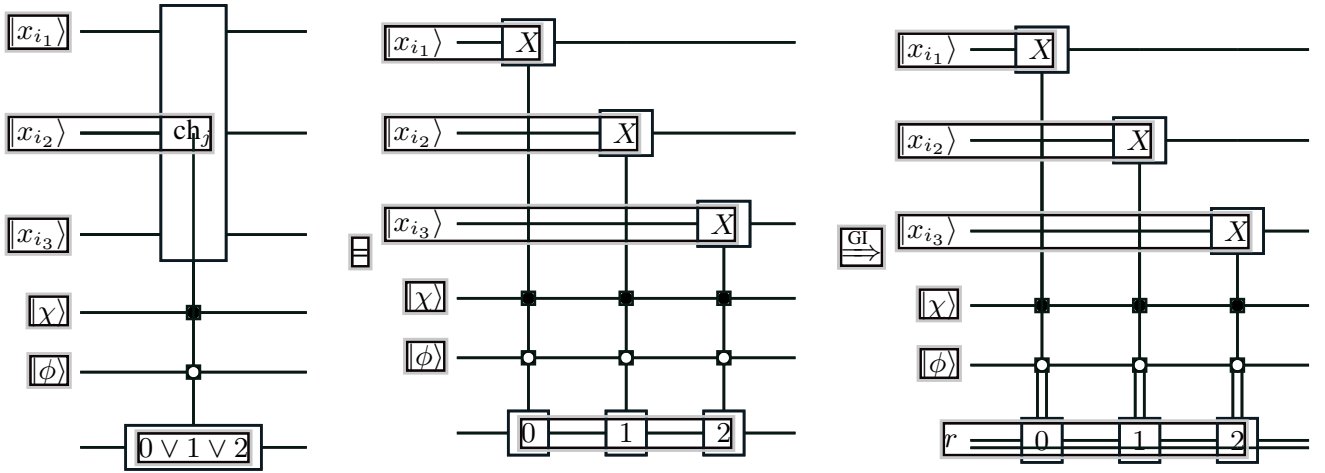 |x_{i_1}⟩
|x_{i_2}⟩ ch_j
|x_{i_3}⟩
|χ⟩
|ϕ⟩
0 ∨ 1 ∨ 2
=
|x_{i_1}⟩ X
|x_{i_2}⟩ X
|x_{i_3}⟩ X
|χ⟩
|ϕ⟩
0 1 2
GI
⇒
|x_{i_1}⟩ X
|x_{i_2}⟩ X
|x_{i_3}⟩ X
|χ⟩
|ϕ⟩
r 0 1 2